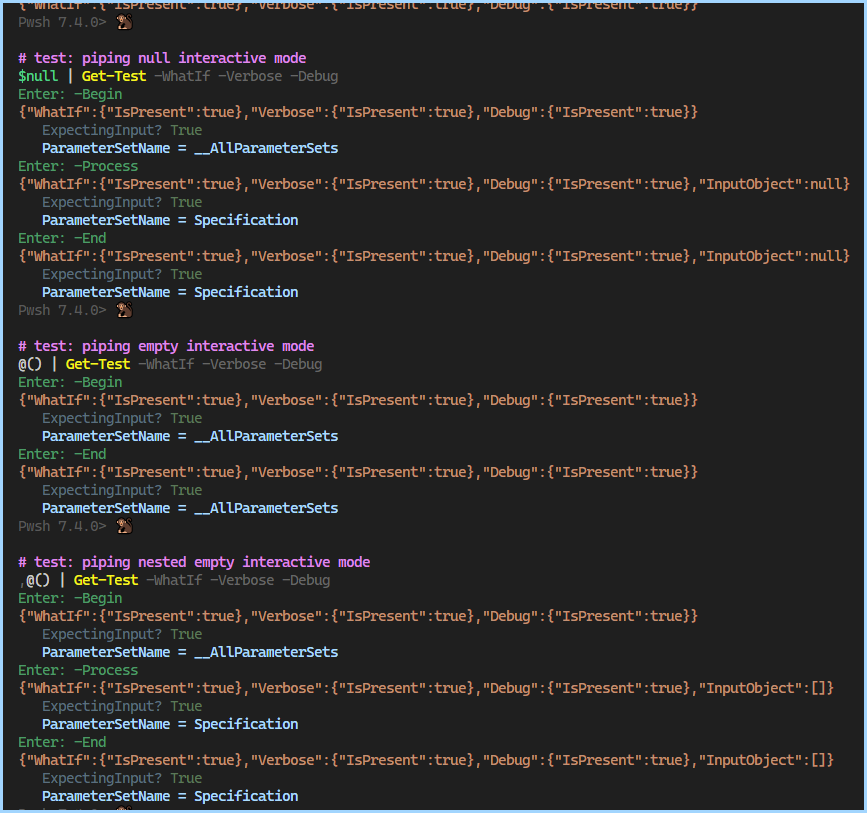 {"WhatIf":{"IsPresent":true},"Verbose":{"IsPresent":true},"Debug":{"IsPresent":true}}
Pwsh 7.4.0>
# test: piping null interactive mode
$null | Get-Test -WhatIf -Verbose -Debug
Enter: -Begin
{"WhatIf":{"IsPresent":true},"Verbose":{"IsPresent":true},"Debug":{"IsPresent":true}}
ExpectingInput? True
ParameterSetName = __AllParameterSets
Enter: -Process
{"WhatIf":{"IsPresent":true},"Verbose":{"IsPresent":true},"Debug":{"IsPresent":true},"InputObject":null}
ExpectingInput? True
ParameterSetName = Specification
Enter: -End
{"WhatIf":{"IsPresent":true},"Verbose":{"IsPresent":true},"Debug":{"IsPresent":true},"InputObject":null}
ExpectingInput? True
ParameterSetName = Specification
Pwsh 7.4.0>
# test: piping empty interactive mode
@() | Get-Test -WhatIf -Verbose -Debug
Enter: -Begin
{"WhatIf":{"IsPresent":true},"Verbose":{"IsPresent":true},"Debug":{"IsPresent":true}}
ExpectingInput? True
ParameterSetName = __AllParameterSets
Enter: -End
{"WhatIf":{"IsPresent":true},"Verbose":{"IsPresent":true},"Debug":{"IsPresent":true}}
ExpectingInput? True
ParameterSetName = __AllParameterSets
Pwsh 7.4.0>
# test: piping nested empty interactive mode
,@() | Get-Test -WhatIf -Verbose -Debug
Enter: -Begin
{"WhatIf":{"IsPresent":true},"Verbose":{"IsPresent":true},"Debug":{"IsPresent":true}}
ExpectingInput? True
ParameterSetName = __AllParameterSets
Enter: -Process
{"WhatIf":{"IsPresent":true},"Verbose":{"IsPresent":true},"Debug":{"IsPresent":true},"InputObject":[]}
ExpectingInput? True
ParameterSetName = Specification
Enter: -End
{"WhatIf":{"IsPresent":true},"Verbose":{"IsPresent":true},"Debug":{"IsPresent":true},"InputObject":[]}
ExpectingInput? True
ParameterSetName = Specification